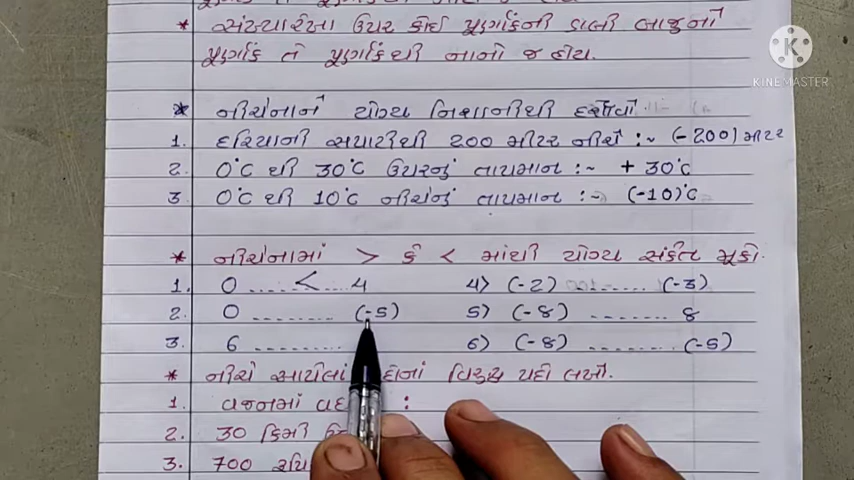 * સંખ્યારેખા ઉપર કોઈ પૂર્ણાંકની ડાબી બાજુનો
પૂર્ણાંક તે પૂર્ણાંકથી નાનો જ હોય.
KINEMASTER
* નીચેનાને યોગ્ય નિશાનીથી દર્શાવો
1. દરિયાની સપાટીથી 200 મીટર નીચે :~ (-200) મીટર
2. 0°C થી 30°C ઉપરનું તાપમાન :~ + 30°C
3. 0°C થી 10°C નીચેનું તાપમાન :~ (-10)°C
* નીચેનામાં > કે < માંથી યોગ્ય સંકેત મૂકો.
1. 0 .....<.... 4 4) (-2) ........... (-3)
2. 0 ......... (-5) 5) (-8) ........ 8
3. 6 .......... 6) (-8) ......... (-5)
* નીચે આપેલાં વિરુદ્ધ પદો લખો.
1. વજનમાં :
2. 30 કિમી
3. 700